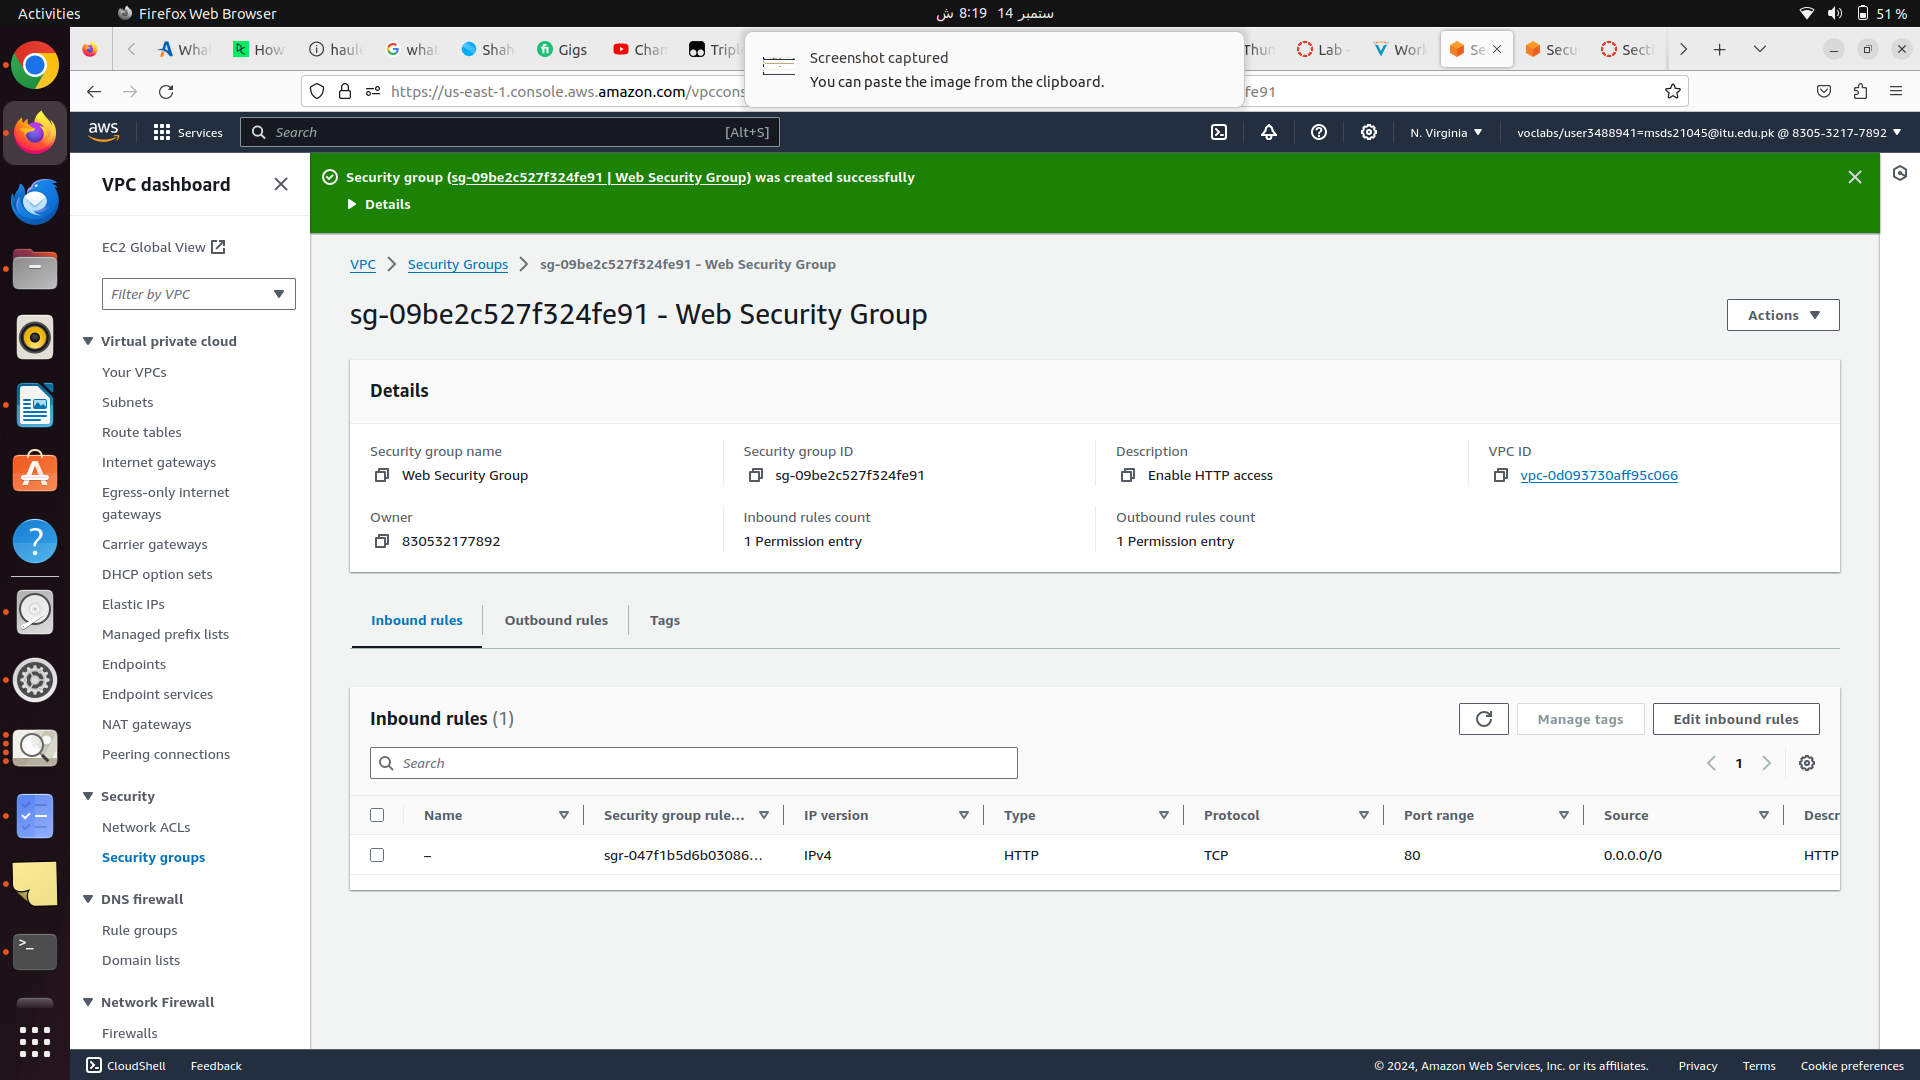 Activities
Firefox Web Browser
ستمبر 14 8:19 ش
51 %
What
How
haul
what
Shah
Gigs
Chan
Triple
Thun
Lab -
Work
Se
Secu
Secti
Screenshot captured
You can paste the image from the clipboard.
https://us-east-1.console.aws.amazon.com/vpccons
fe91
aws
Services
Search
[Alt+S]
N. Virginia
voclabs/user3488941=msds21045@itu.edu.pk @ 8305-3217-7892
VPC dashboard
EC2 Global View
Filter by VPC
Virtual private cloud
Your VPCs
Subnets
Route tables
Internet gateways
Egress-only internet
gateways
Carrier gateways
DHCP option sets
Elastic IPs
Managed prefix lists
Endpoints
Endpoint services
NAT gateways
Peering connections
Security
Network ACLs
Security groups
DNS firewall
Rule groups
Domain lists
Network Firewall
Firewalls
Security group (sg-09be2c527f324fe91 | Web Security Group) was created successfully
Details
VPC
Security Groups
sg-09be2c527f324fe91 - Web Security Group
sg-09be2c527f324fe91 - Web Security Group
Actions
Details
Security group name
Web Security Group
Security group ID
sg-09be2c527f324fe91
Description
Enable HTTP access
VPC ID
vpc-0d093730aff95c066
Owner
830532177892
Inbound rules count
1 Permission entry
Outbound rules count
1 Permission entry
Inbound rules
Outbound rules
Tags
Inbound rules (1)
Manage tags
Edit inbound rules
Search
1
Name
Security group rule...
IP version
Type
Protocol
Port range
Source
Descr
–
sgr-047f1b5d6b03086...
IPv4
HTTP
TCP
80
0.0.0.0/0
HTTP
CloudShell
Feedback
© 2024, Amazon Web Services, Inc. or its affiliates.
Privacy
Terms
Cookie preferences